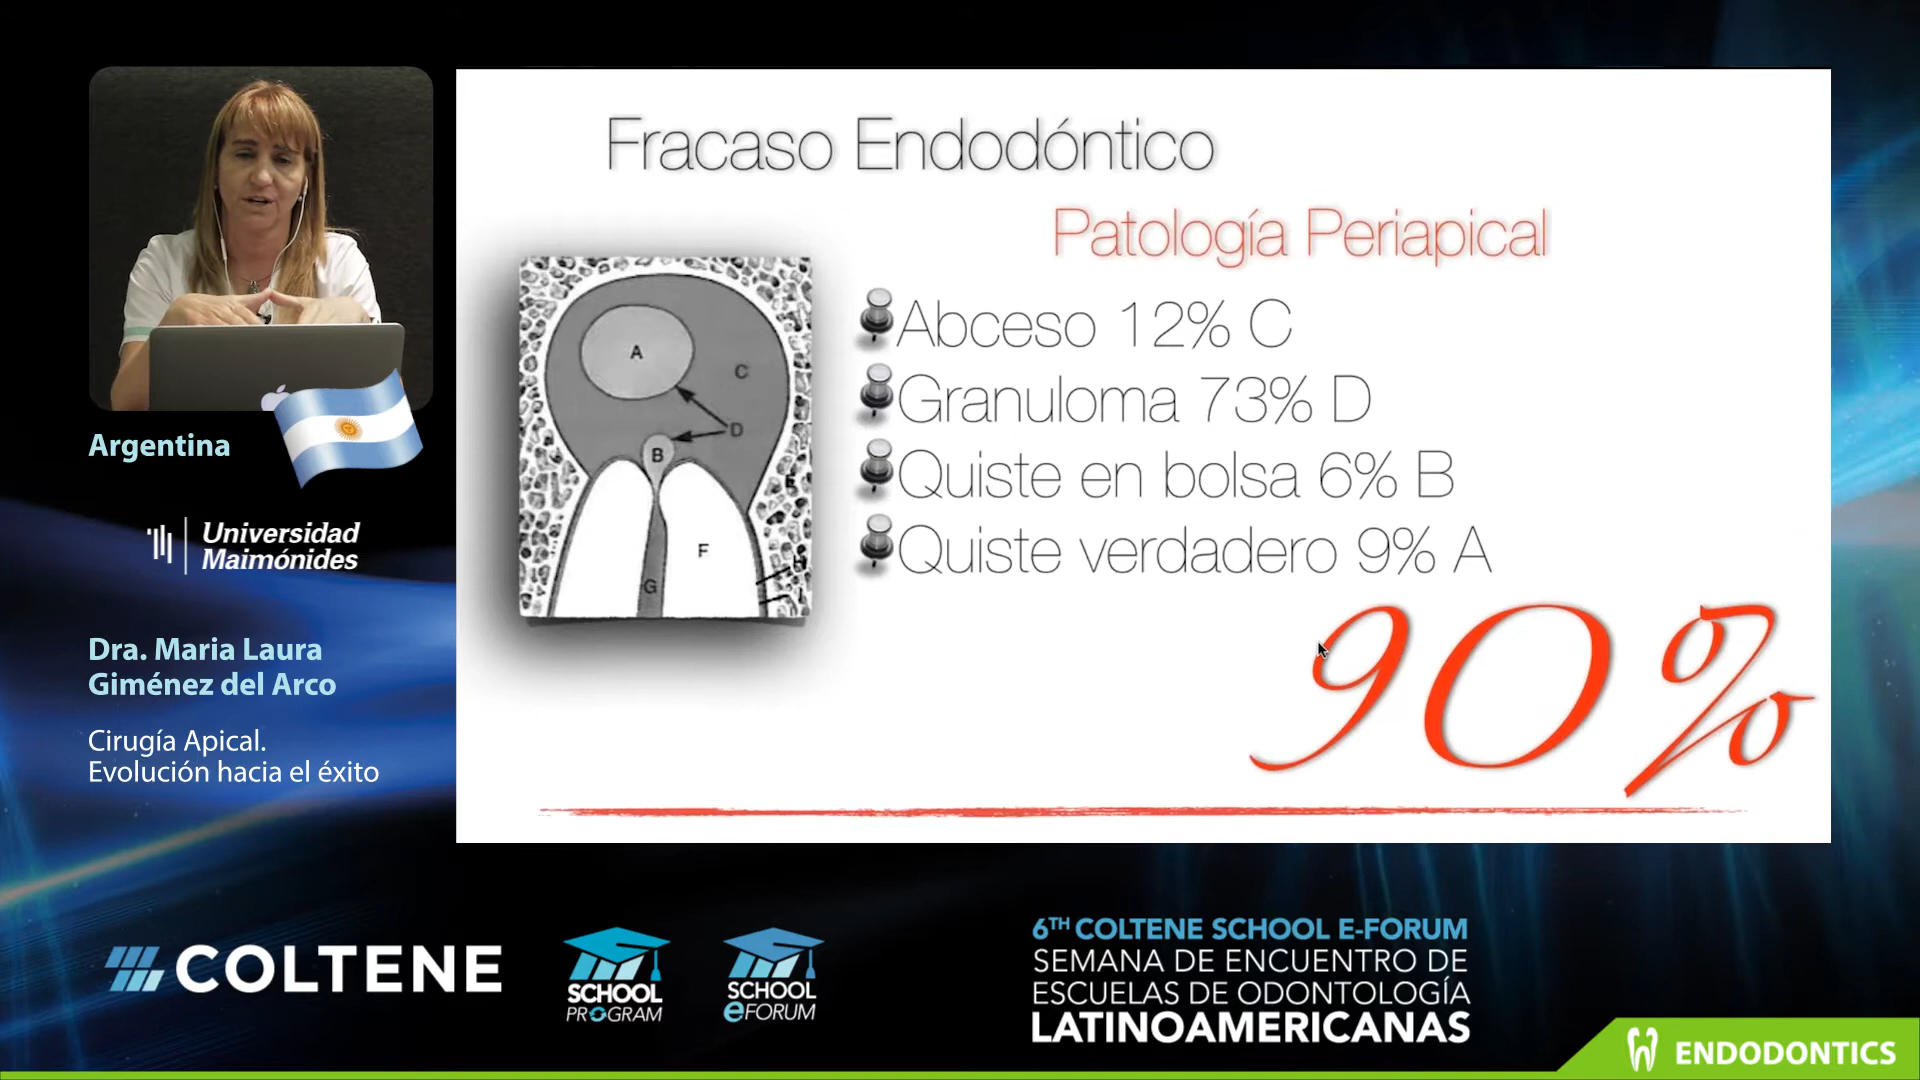 Fracaso Endodóntico
Patología Periapical
Abceso 12% C
Granuloma 73% D
Quiste en bolsa 6% B
Quiste verdadero 9% A
90%
A
C
D
B
F
G
Argentina
Universidad
Maimónides
Dra. Maria Laura
Giménez del Arco
Cirugía Apical.
Evolución hacia el éxito
COLTENE
SCHOOL
PROGRAM
SCHOOL
eFORUM
6TH COLTENE SCHOOL E-FORUM
SEMANA DE ENCUENTRO DE
ESCUELAS DE ODONTOLOGÍA
LATINOAMERICANAS
ENDODONTICS